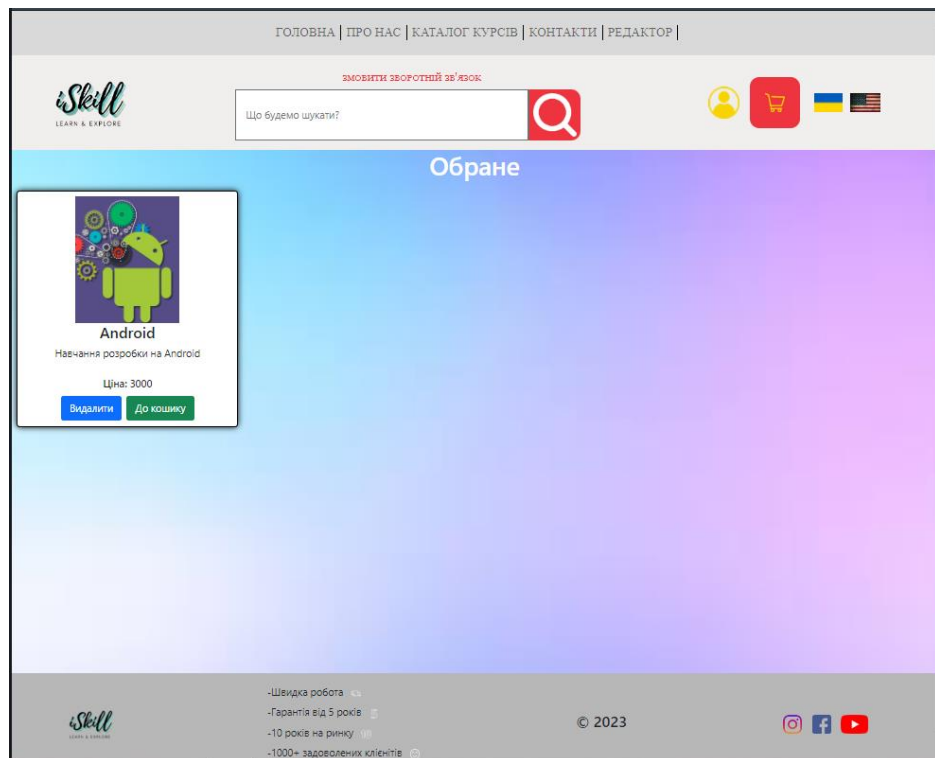 ГОЛОВНА | ПРО НАС | КАТАЛОГ КУРСІВ | КОНТАКТИ | РЕДАКТОР |
змовити зворотній зв'язок
iSkill
LEARN & EXPLORE
Що будемо шукати?
Обране
Android
Навчання розробки на Android
Ціна: 3000
Видалити
До кошику
-Швидка робота
-Гарантія від 5 років
-10 років на ринку
-1000+ задоволених клієнтів
iSkill
LEARN & EXPLORE
© 2023